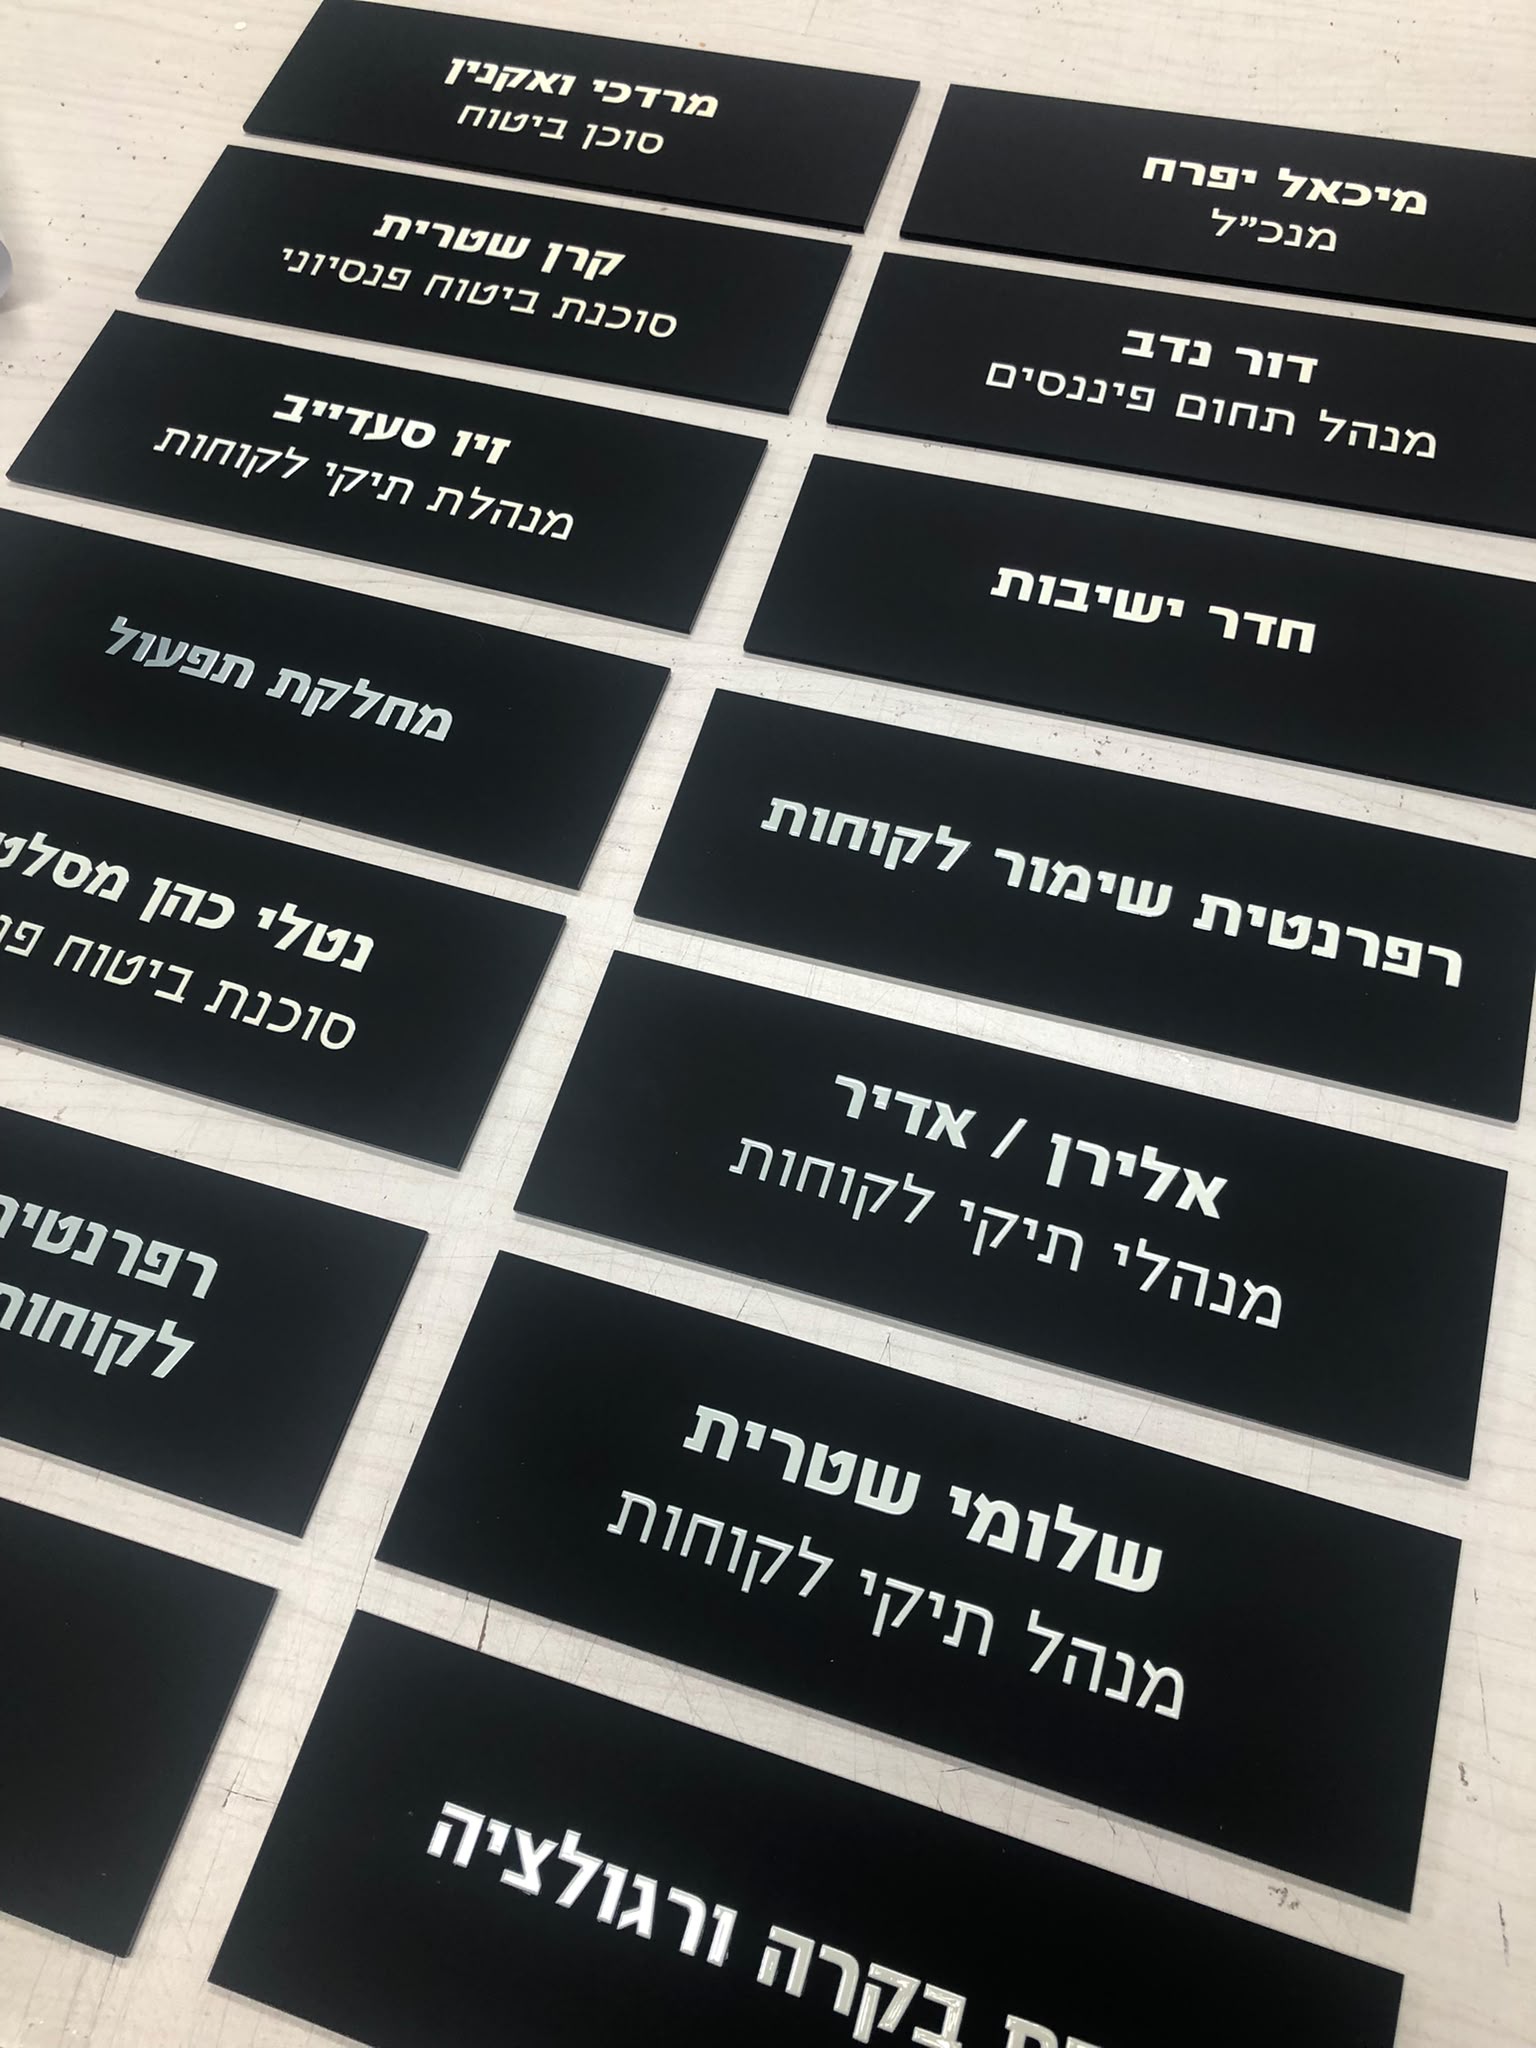 מרדכי ואקנין
סוכן ביטוח
מיכאל יפרח
מנכ״ל
קרן שטרית
סוכנת ביטוח פנסיוני
דור נדב
מנהל תחום פיננסים
זיו סעדייב
מנהלת תיקי לקוחות
חדר ישיבות
מחלקת תפעול
רפרנטית שימור לקוחות
נטלי כהן
סוכנת ביטוח
אלירן / אדיר
מנהלי תיקי לקוחות
רפרנטית
לקוחות
שלומי שטרית
מנהל תיקי לקוחות
בקרה ורגולציה